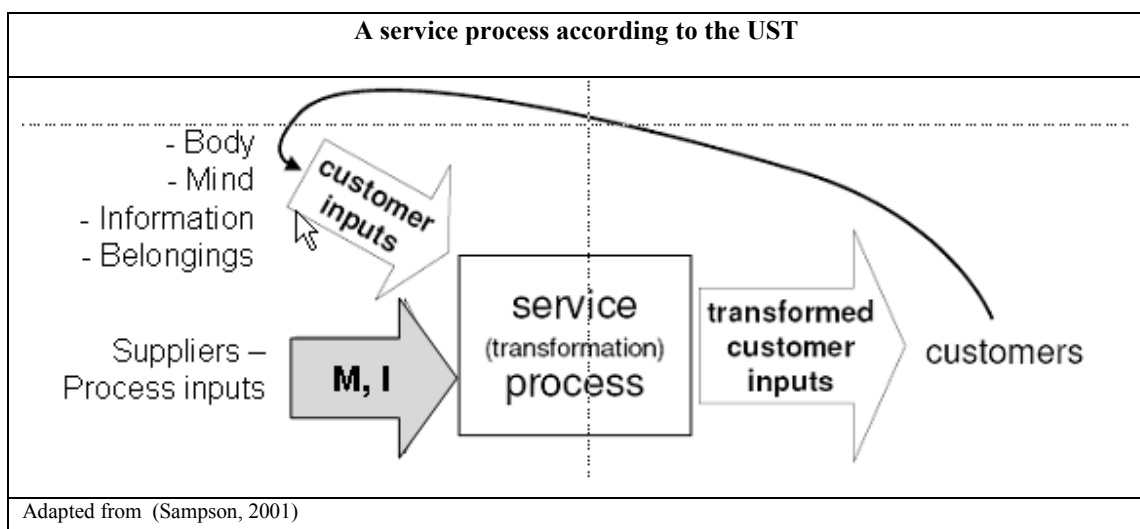 A service process according to the UST
- Body
- Mind
- Information
- Belongings
customer
inputs
Suppliers –
Process inputs
M, I
service
(transformation)
process
transformed
customer
inputs
customers
Adapted from (Sampson, 2001)